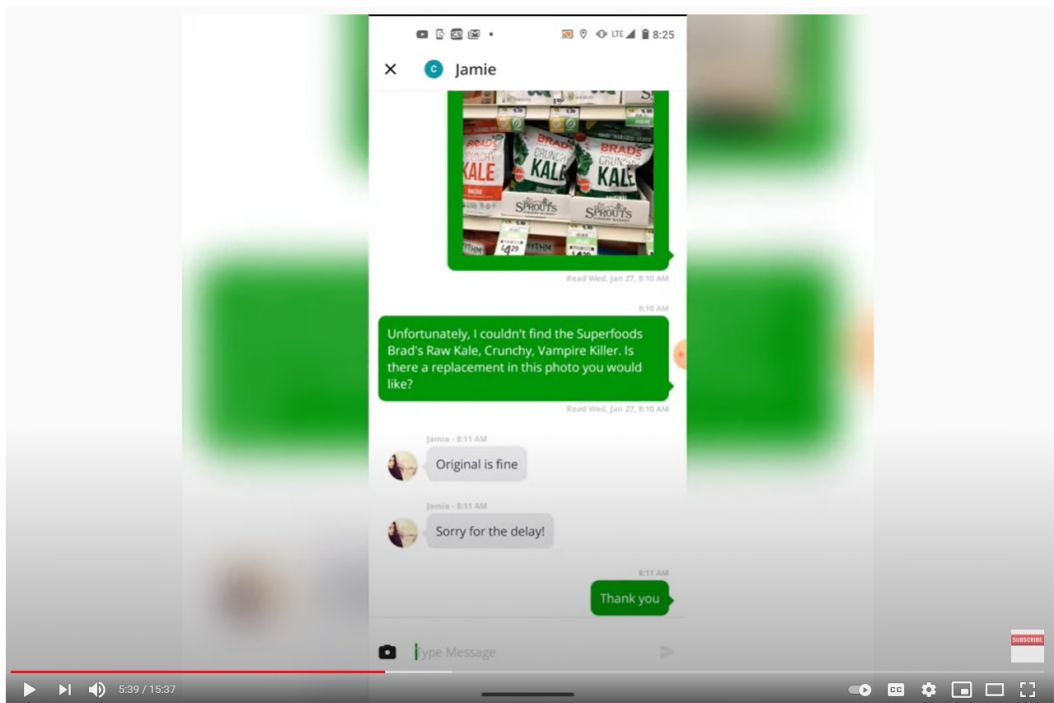 LTE 8:25
C Jamie
BRAD'S BRAD'S BRAD'S
CRUNCHY CRUNCHY
KALE KALE KALE
SPROUTS SPROUTS
$4.29
Read Wed, Jan 27, 8:10 AM
8:10 AM
Unfortunately, I couldn't find the Superfoods
Brad's Raw Kale, Crunchy, Vampire Killer. Is
there a replacement in this photo you would
like?
Read Wed, Jan 27, 8:10 AM
Jamie - 8:11 AM
Original is fine
Jamie - 8:11 AM
Sorry for the delay!
8:11 AM
Thank you
Type Message
SUBSCRIBE
5:39 / 15:37
CC